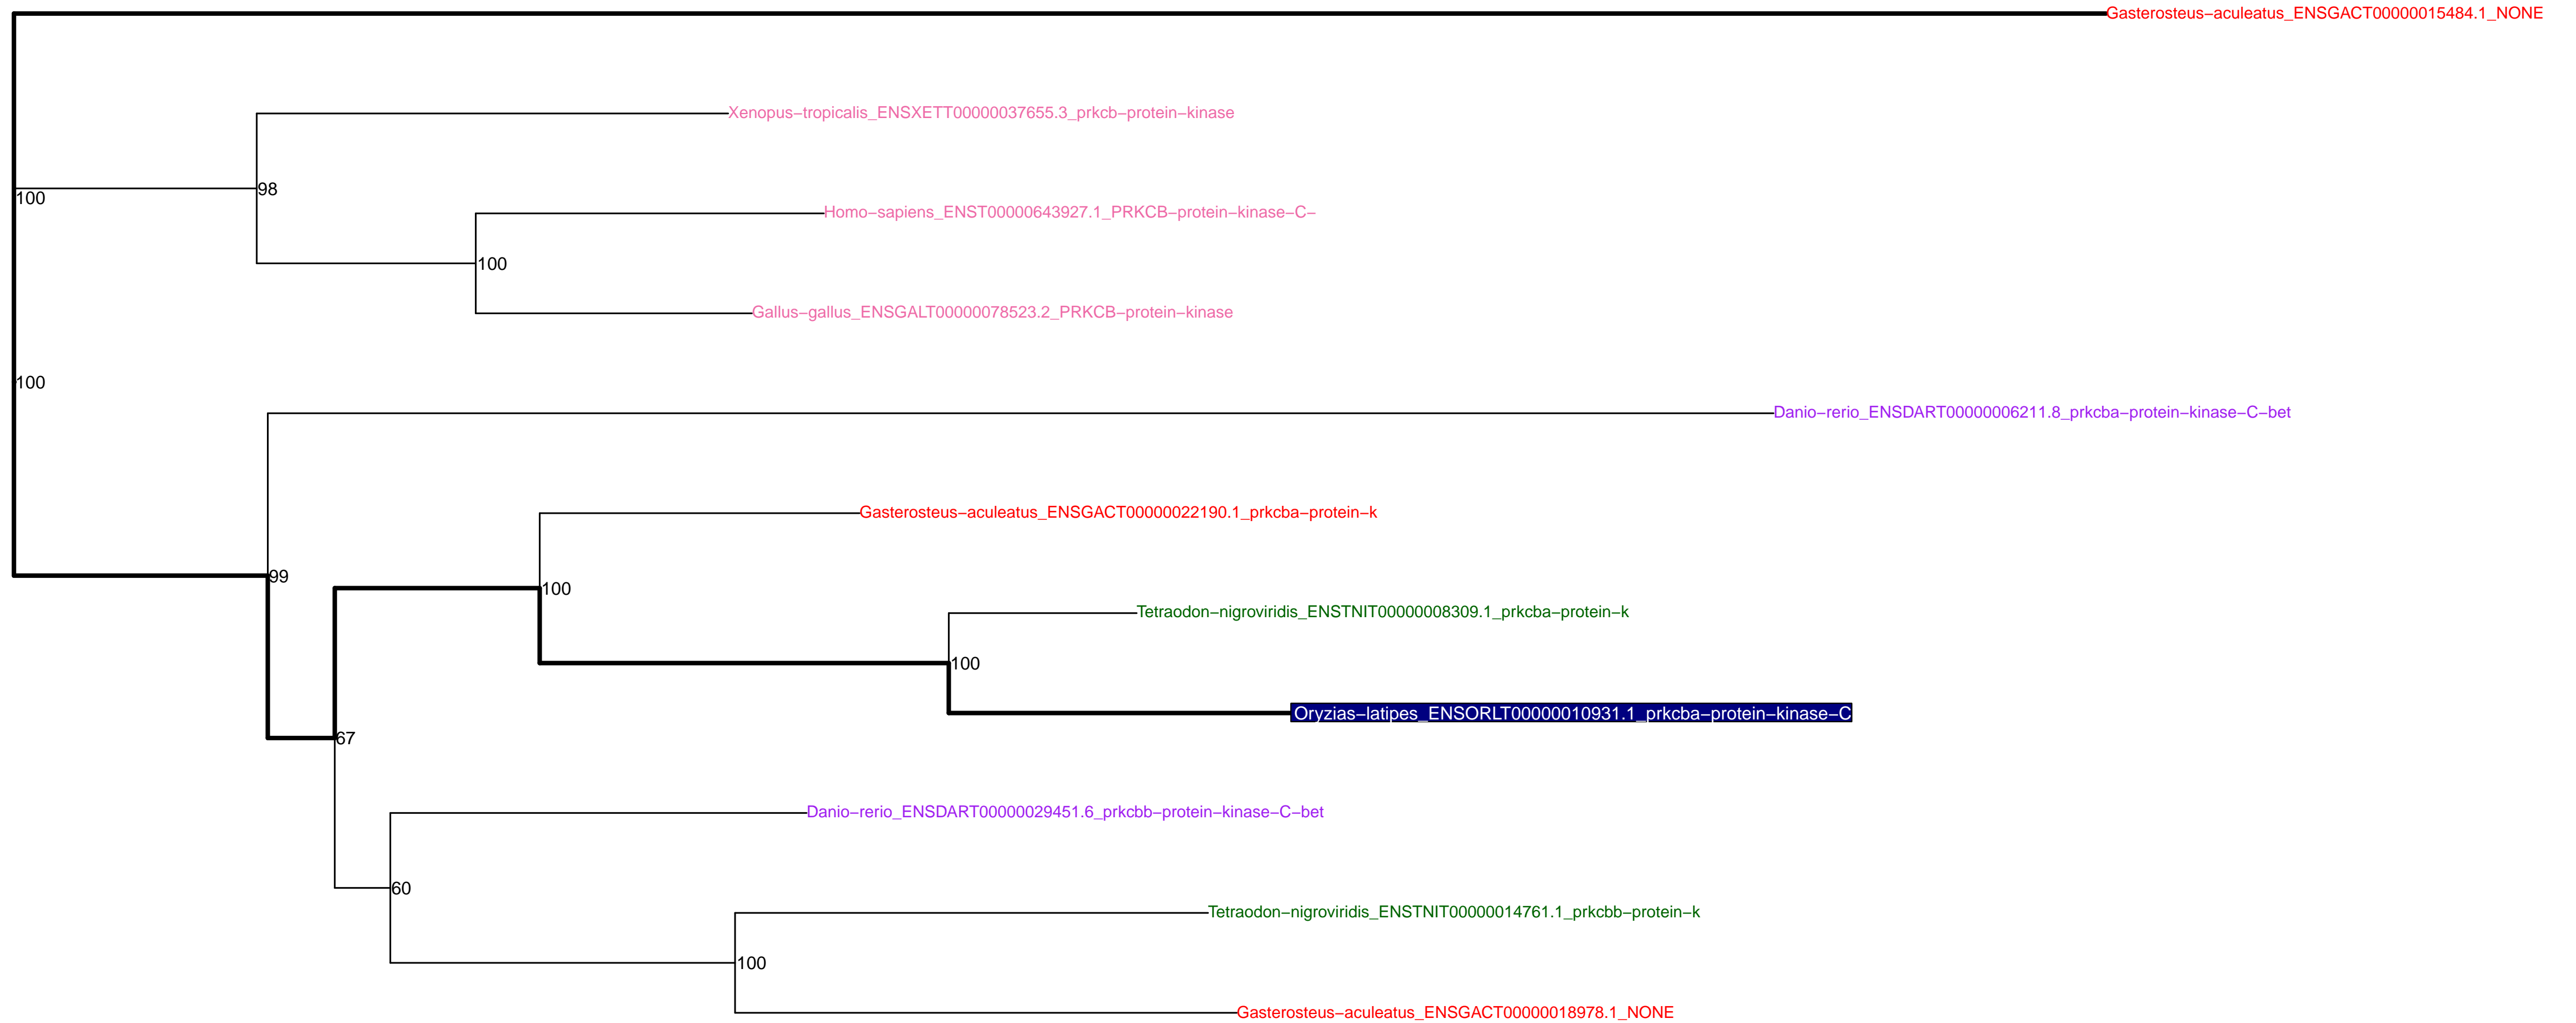 Gasterosteus−aculeatus_ENSGACT00000015484.1_NONE
Xenopus−tropicalis_ENSXETT00000037655.3_prkcb−protein−kinase
98
100
Homo−sapiens_ENST00000643927.1_PRKCB−protein−kinase−C−
100
Gallus−gallus_ENSGALT00000078523.2_PRKCB−protein−kinase
100
Danio−rerio_ENSDART00000006211.8_prkcba−protein−kinase−C−bet
Gasterosteus−aculeatus_ENSGACT00000022190.1_prkcba−protein−k
99
100
Tetraodon−nigroviridis_ENSTNIT00000008309.1_prkcba−protein−k
100
Oryzias−latipes_ENSORLT00000010931.1_prkcba−protein−kinase−C
67
Danio−rerio_ENSDART00000029451.6_prkcbb−protein−kinase−C−bet
60
Tetraodon−nigroviridis_ENSTNIT00000014761.1_prkcbb−protein−k
100
Gasterosteus−aculeatus_ENSGACT00000018978.1_NONE